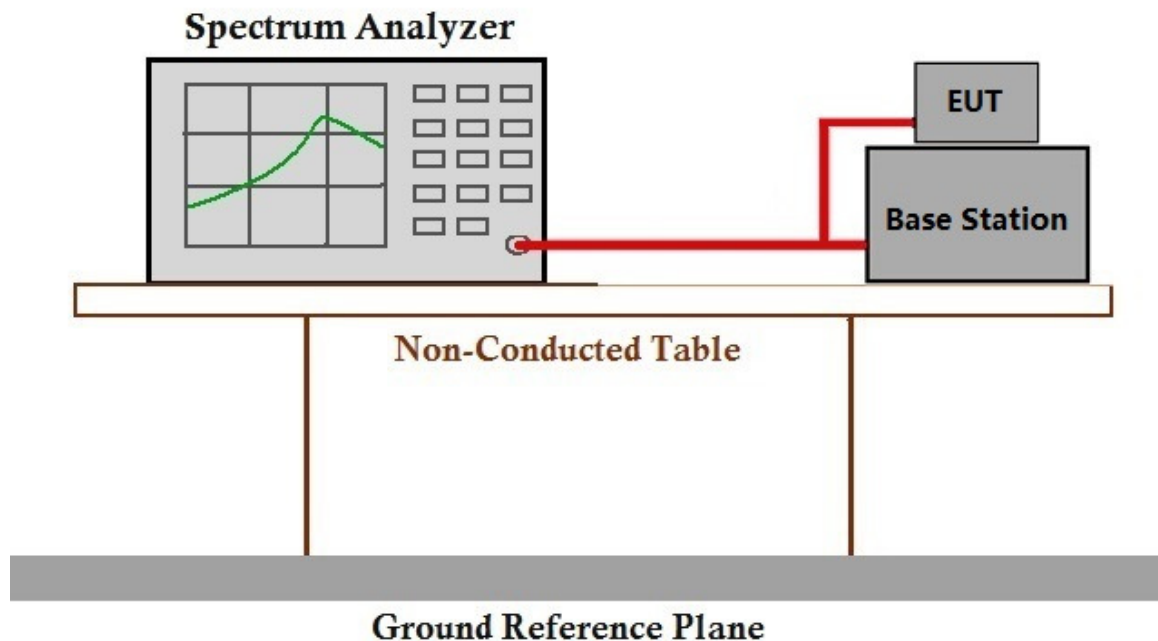 Spectrum Analyzer
EUT
Base Station
Non-Conducted Table
Ground Reference Plane